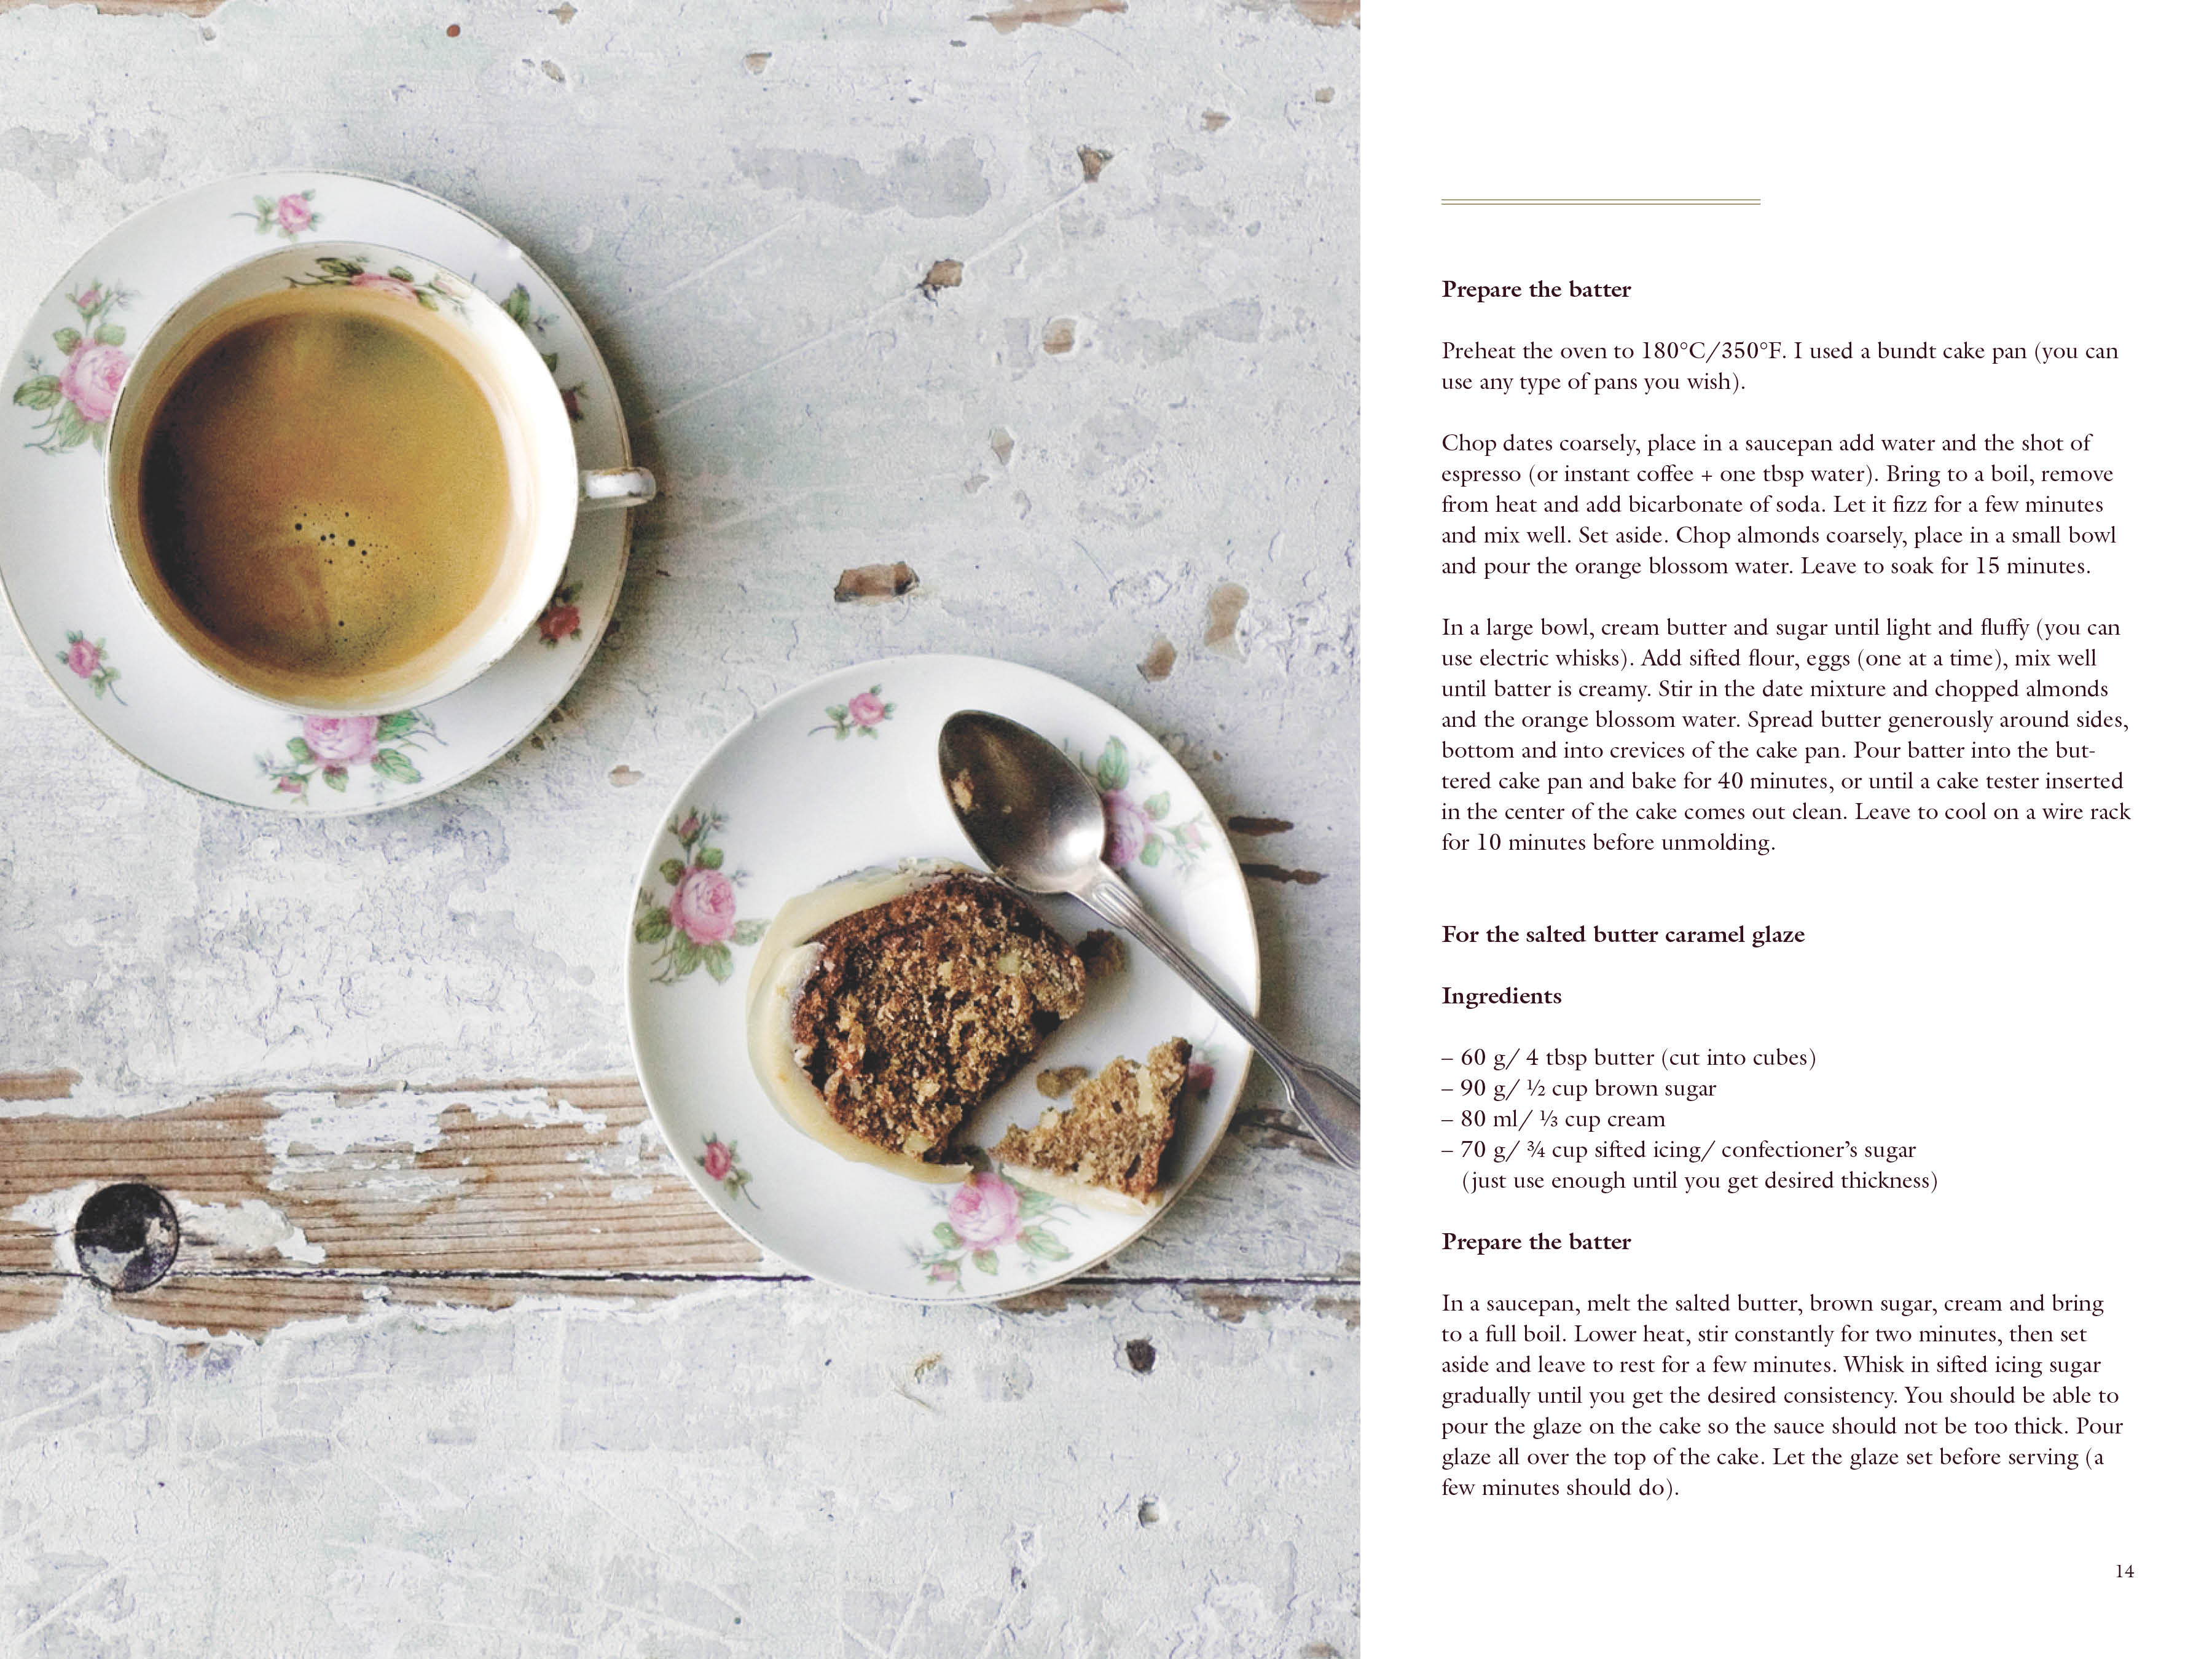 Prepare the batter
Preheat the oven to 180°C/350°F. I used a bundt cake pan (you can
use any type of pans you wish).
Chop dates coarsely, place in a saucepan add water and the shot of
espresso (or instant coffee + one tbsp water). Bring to a boil, remove
from heat and add bicarbonate of soda. Let it fizz for a few minutes
and mix well. Set aside. Chop almonds coarsely, place in a small bowl
and pour the orange blossom water. Leave to soak for 15 minutes.
In a large bowl, cream butter and sugar until light and fluffy (you can
use electric whisks). Add sifted flour, eggs (one at a time), mix well
until batter is creamy. Stir in the date mixture and chopped almonds
and the orange blossom water. Spread butter generously around sides,
bottom and into crevices of the cake pan. Pour batter into the but-
tered cake pan and bake for 40 minutes, or until a cake tester inserted
in the center of the cake comes out clean. Leave to cool on a wire rack
for 10 minutes before unmolding.
For the salted butter caramel glaze
Ingredients
– 60 g/ 4 tbsp butter (cut into cubes)
– 90 g/ ½ cup brown sugar
– 80 ml/ ⅓ cup cream
– 70 g/ ¾ cup sifted icing/ confectioner’s sugar
(just use enough until you get desired thickness)
Prepare the batter
In a saucepan, melt the salted butter, brown sugar, cream and bring
to a full boil. Lower heat, stir constantly for two minutes, then set
aside and leave to rest for a few minutes. Whisk in sifted icing sugar
gradually until you get the desired consistency. You should be able to
pour the glaze on the cake so the sauce should not be too thick. Pour
glaze all over the top of the cake. Let the glaze set before serving (a
few minutes should do).
14